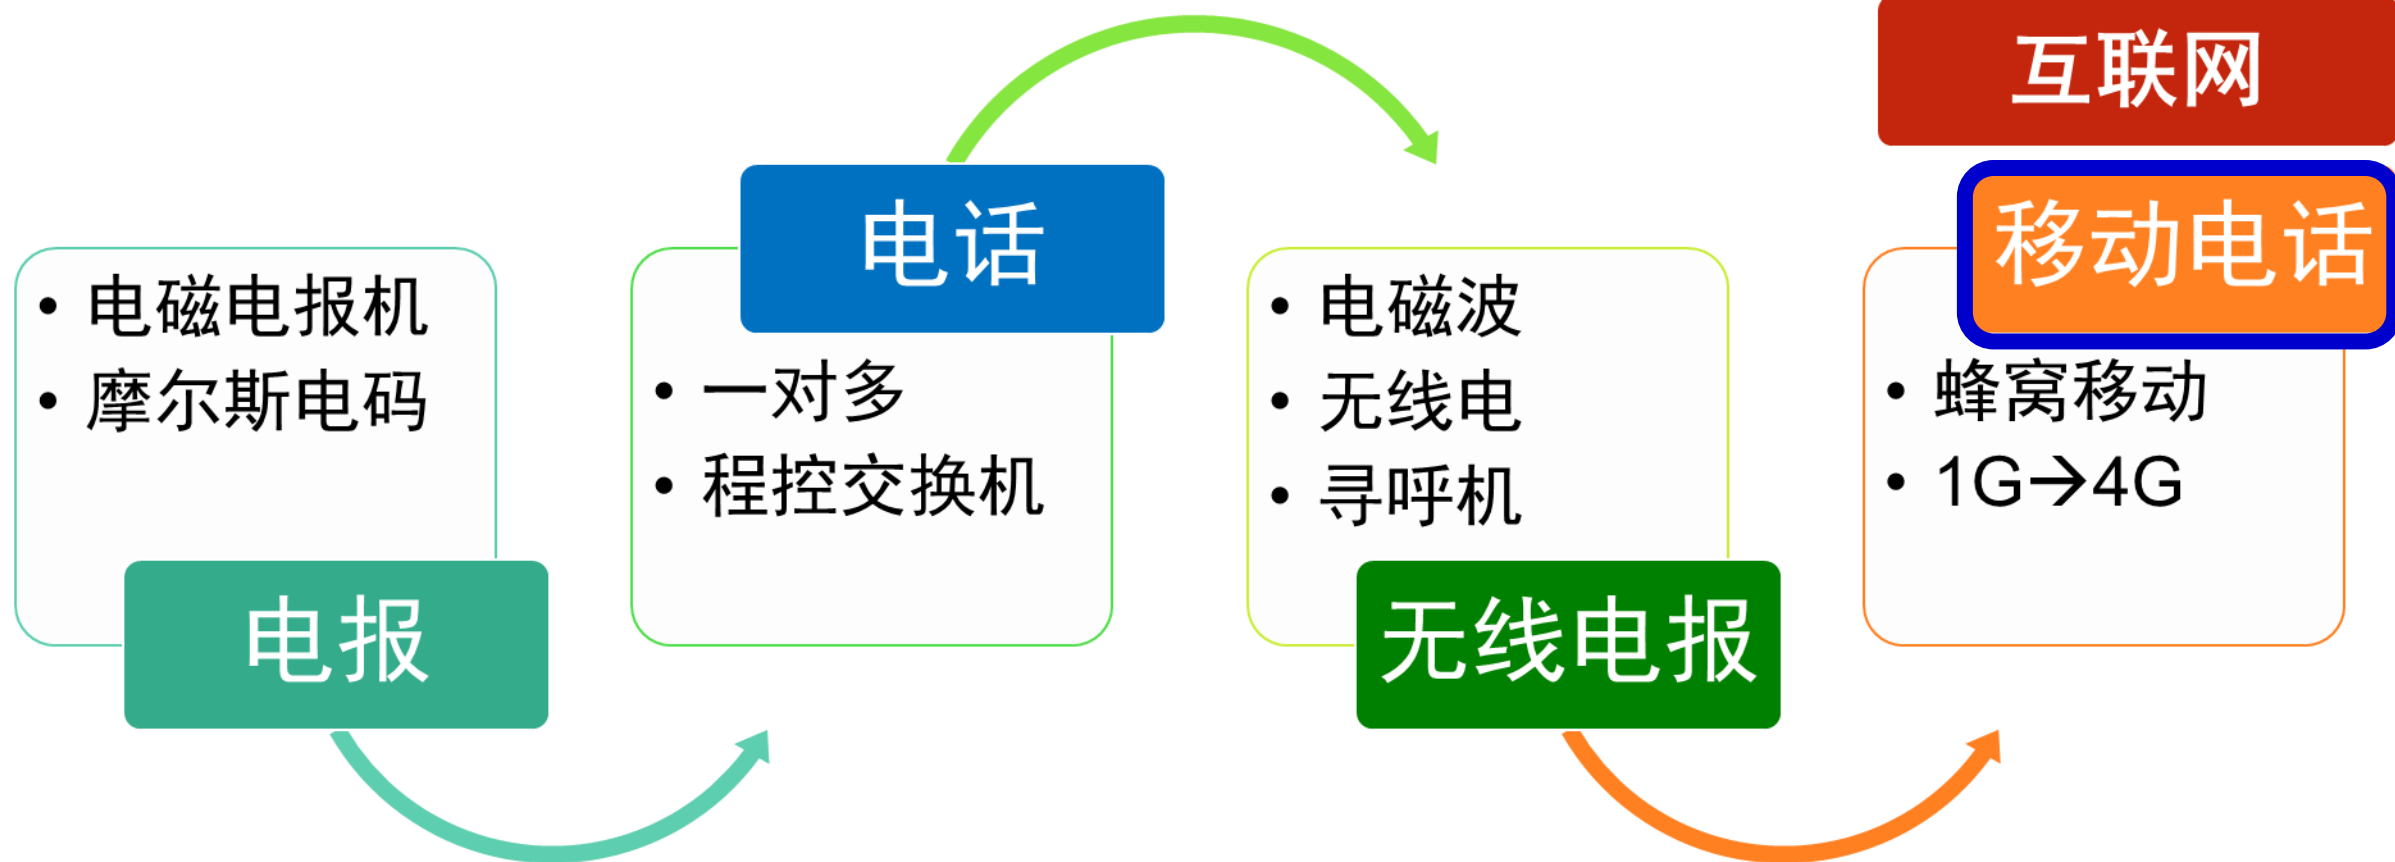 电磁电报机
摩尔斯电码
电报
电话
一对多
程控交换机
电磁波
无线电
寻呼机
无线电报
互联网
移动电话
蜂窝移动
1G→4G